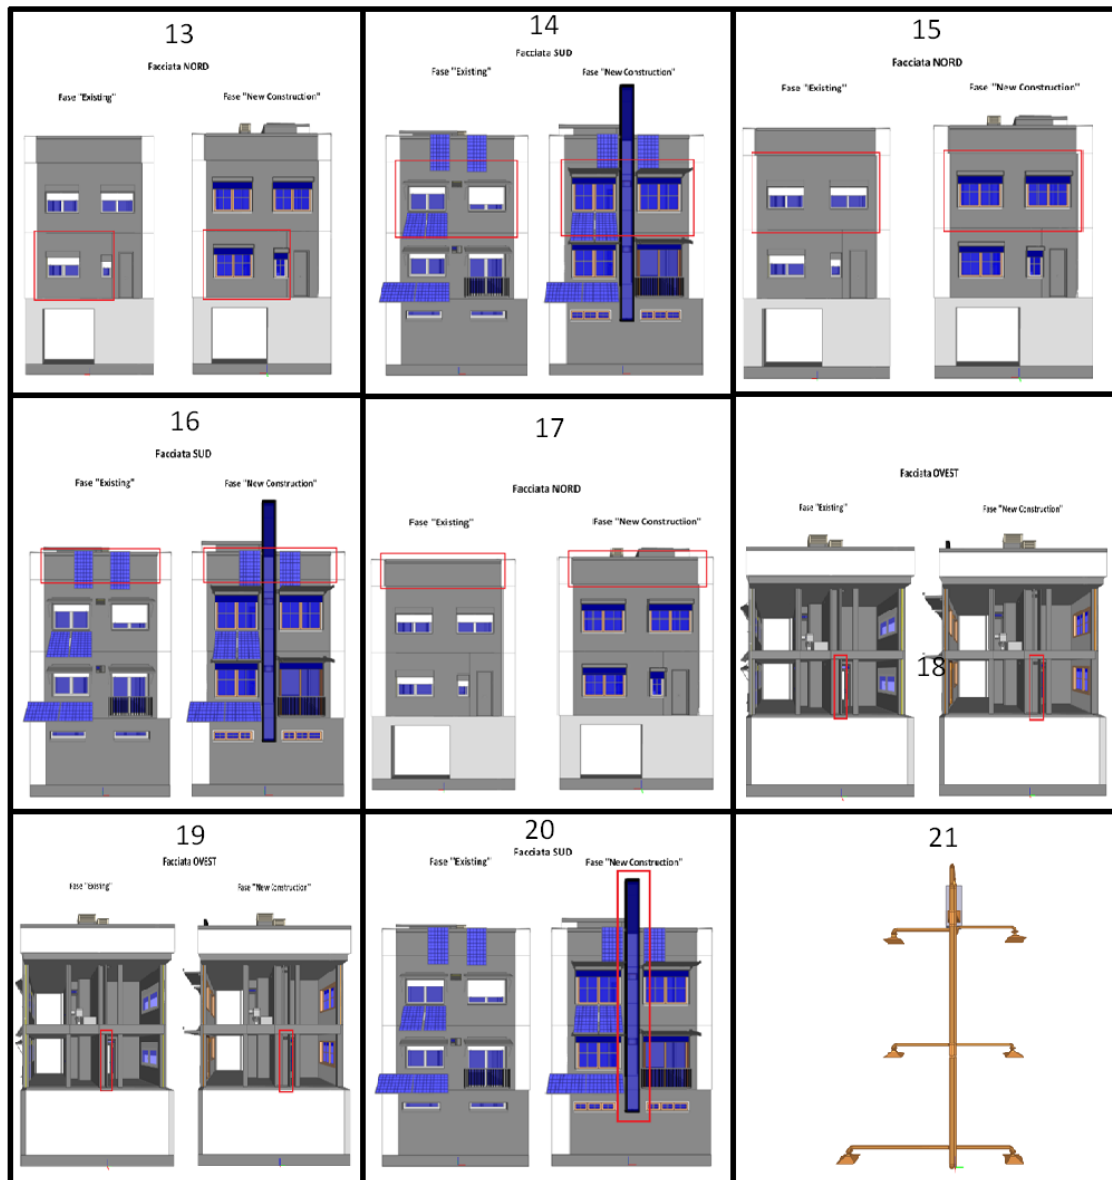 13
Facciata NORD
Fase "Existing"
Fase "New Construction"
14
Facciata SUD
Fase "Existing"
Fase "New Construction"
15
Facciata NORD
Fase "Existing"
Fase "New Construction"
16
Facciata SUD
Fase "Existing"
Fase "New Construction"
17
Facciata NORD
Fase "Existing"
Fase "New Construction"
Facciata OVEST
Fase "Existing"
Fase "New Construction"
18
19
Facciata OVEST
Fase "Existing"
Fase "New Construction"
20
Facciata SUD
Fase "Existing"
Fase "New Construction"
21